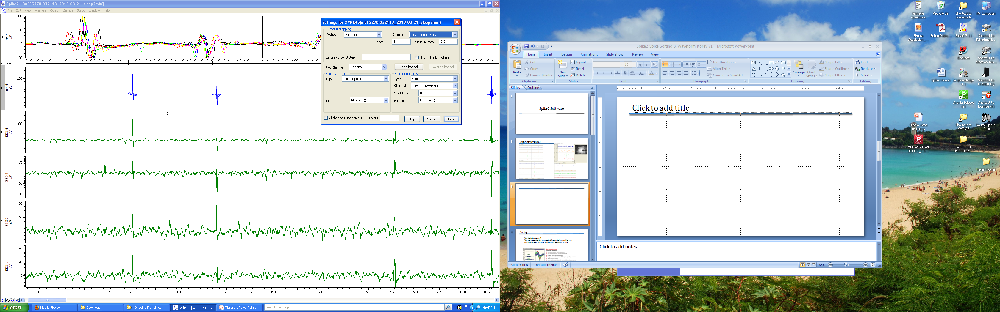 Spike2 - [mEEG270 032113_2013-03-21_sleep2min]
File Edit View Analysis Cursor Sample Script Window Help
200
100
0
-100
10 nw-4 uV
9 nw-4
200
0
8 nw-4 uV
0
200
0
4 EEG 4 uV
50
0
-50
-100
3 EEG 3 uV
100
50
0
2 EEG 2 uV
40
20
0
1 EEG 1 uV
1.0 1.5 2.0 2.5 3.0 3.5 4.0 4.5 5.0 5.5 6.0 6.5 7.0 7.5 8.0 8.5 9.0 9.5 10.0 10.5
s
Settings for XYPlot5(mEEG270 032113_2013-03-21_sleep2min)
Cursor 0 stepping
Method Data points Channel 9 nw-4 (TextMark)
Points 1 Minimum step 0.0
Ignore cursor 0 step if User check positions
Plot Channel Channel 1 Add Channel Delete Channel
X measurements Y measurements
Type Time at point Type Sum
Channel 9 nw-4 (TextMark)
Start time 0
Time MaxTime() End time MaxTime()
All channels use same X Points 0 Help Cancel New
start Mozilla Firefox Downloads _Ongoing Ramblings Spike2 - [mEEG270 0... Microsoft PowerPoin... Search Desktop 4:05 PM
Spike2-Spike Sorting & Waveform_Korey_v1 - Microsoft PowerPoint
Home Insert Design Animations Slide Show Review View
Paste Cut Copy Format Painter
Clipboard
New Slide Layout Reset Delete
Slides
18
Font
Text Direction Align Text Convert to SmartArt
Paragraph
Arrange Quick Styles Shape Fill Shape Outline Shape Effects
Drawing
Find Replace Select
Editing
Slides Outline
1
Spike2 Software
2
Different waveforms
3
4
Sorting
Why look at waveform?
Click to add title
Click to add notes
Slide 3 of 6 "Default Theme" 86%
Pinnacle Questions
Recycle Bin
Shortcut to Downloads
My Computer
Sirenia Acquisition_...
FuturePublic...
Spike2 7.11
Shortcut to Scharfmanl...
EndNote
Spike2 Forum
AcqKnowledge 4.1
Shortcut to KKeHD1 (L)
Sirenia Seizure (2)
Shortcut to KKeHD2 (K)
Sirenia video problems
Shortcut to MATLAB
NeuroExplorer 4 Demo
mEEG257 irrad 051413_1.3...
mEEG 319 040213 ve...
Helen movies